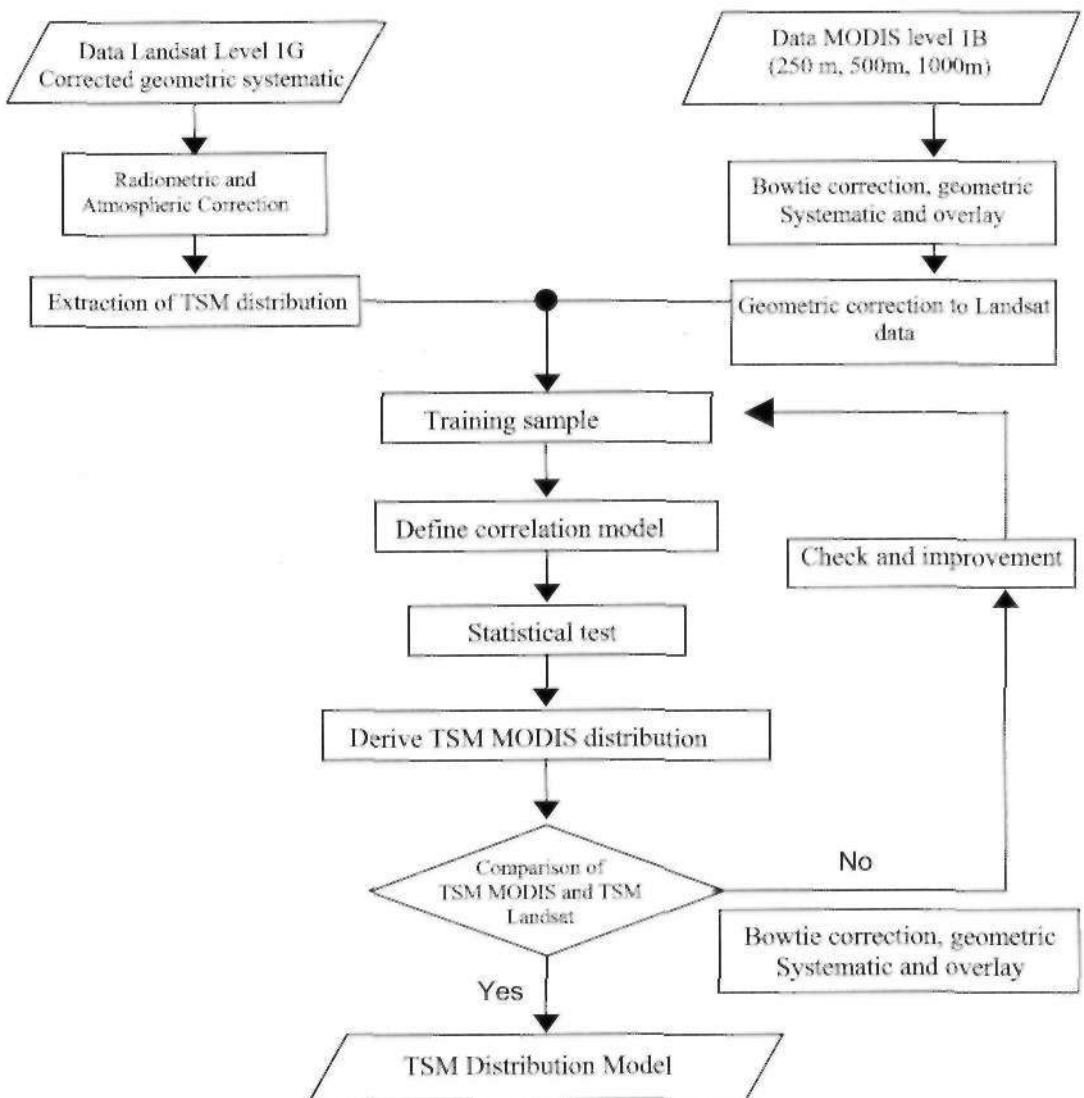 Data Landsat Level 1G
Corrected geometric systematic
Data MODIS level 1B
(250 m, 500m, 1000m)
Radiometric and
Atmospheric Correction
Bowtie correction, geometric
Systematic and overlay
Extraction of TSM distribution
Geometric correction to Landsat
data
Training sample
Define correlation model
Check and improvement
Statistical test
Derive TSM MODIS distribution
Comparison of
TSM MODIS and TSM
Landsat
No
Bowtie correction, geometric
Systematic and overlay
Yes
TSM Distribution Model